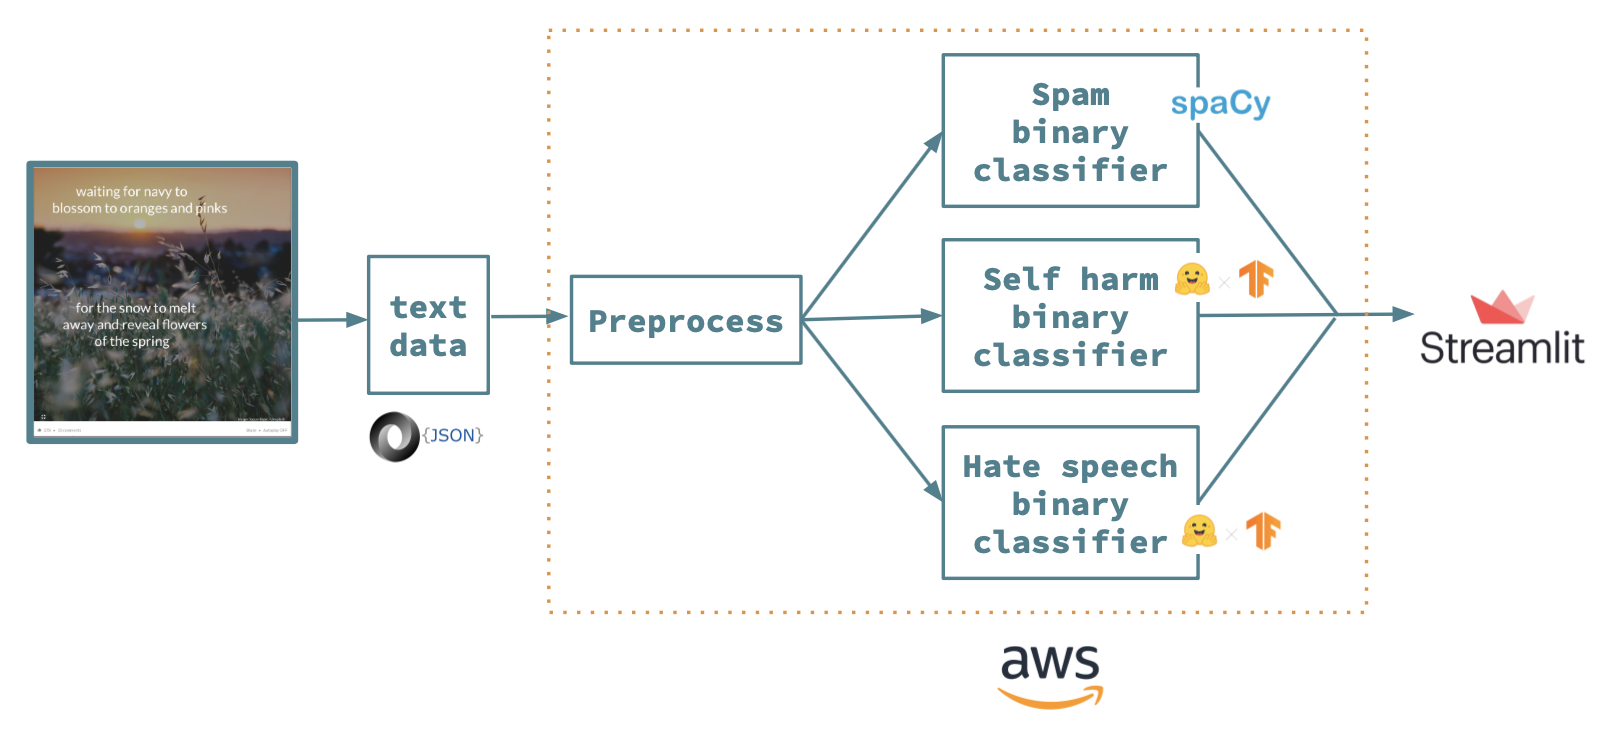 waiting for navy to
blossom to oranges and pinks
for the snow to melt
away and reveal flowers
of the spring
text
data
{JSON}
Preprocess
Spam
binary
classifier
spaCy
Self harm
binary
classifier
Hate speech
binary
classifier
Streamlit
aws